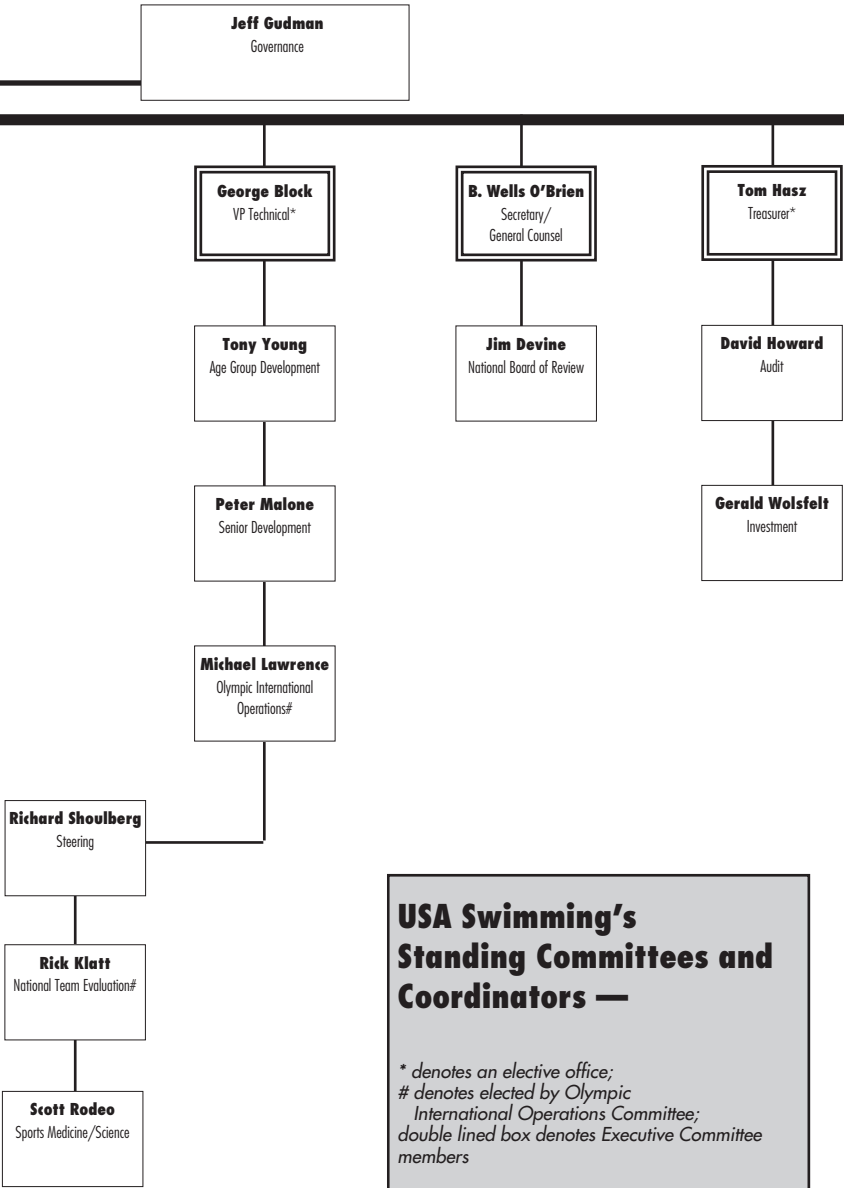 Jeff Gudman
Governance
George Block
VP Technical*
B. Wells O'Brien
Secretary/
General Counsel
Tom Hasz
Treasurer*
Tony Young
Age Group Development
Jim Devine
National Board of Review
David Howard
Audit
Peter Malone
Senior Development
Gerald Wolsfelt
Investment
Michael Lawrence
Olympic International
Operations#
Richard Shoulberg
Steering
Rick Klatt
National Team Evaluation#
Scott Rodeo
Sports Medicine/Science
USA Swimming's
Standing Committees and
Coordinators —
* denotes an elective office;
# denotes elected by Olympic
International Operations Committee;
double lined box denotes Executive Committee
members